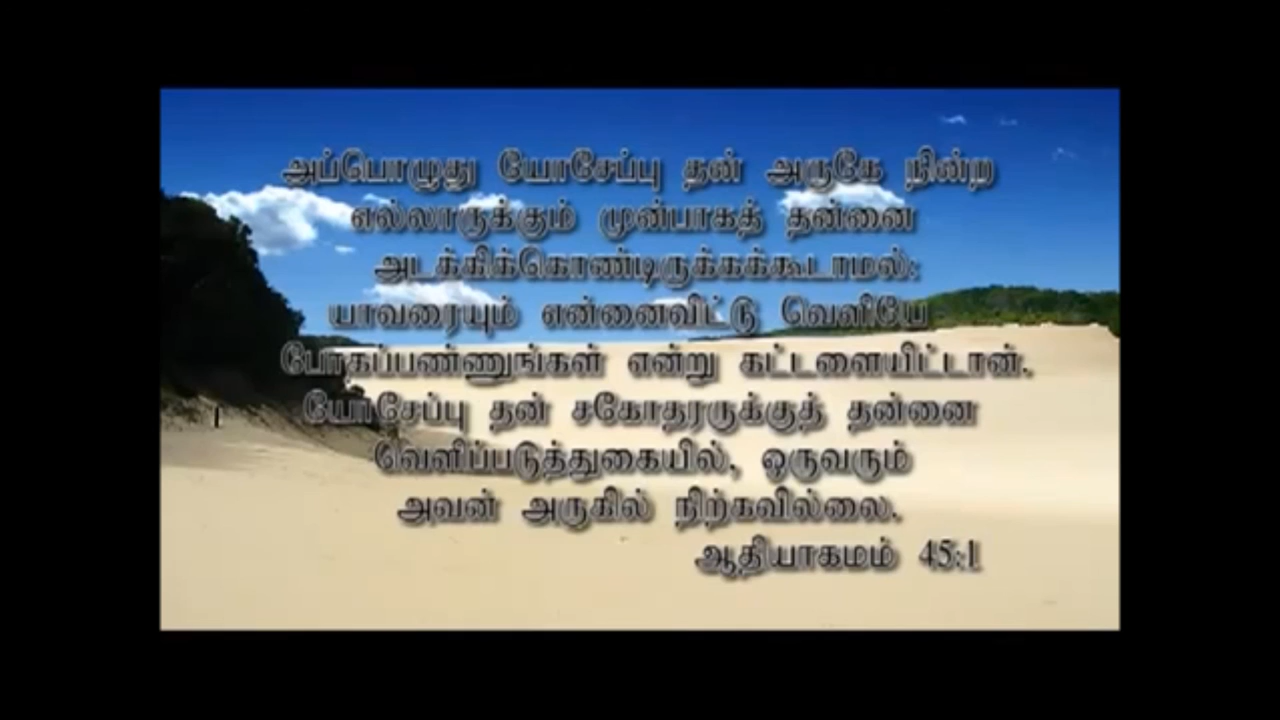 அப்பொழுது யோசேப்பு தன் அருகே நின்ற
எல்லாருக்கும் முன்பாகத் தன்னை
அடக்கிக்கொண்டிருக்கக்கூடாமல்:
யாவரையும் என்னைவிட்டு வெளியே
போகப்பண்ணுங்கள் என்று கட்டளையிட்டான்.
யோசேப்பு தன் சகோதரருக்குத் தன்னை
வெளிப்படுத்துகையில், ஒருவரும்
அவன் அருகில் நிற்கவில்லை.
ஆதியாகமம் 45:1